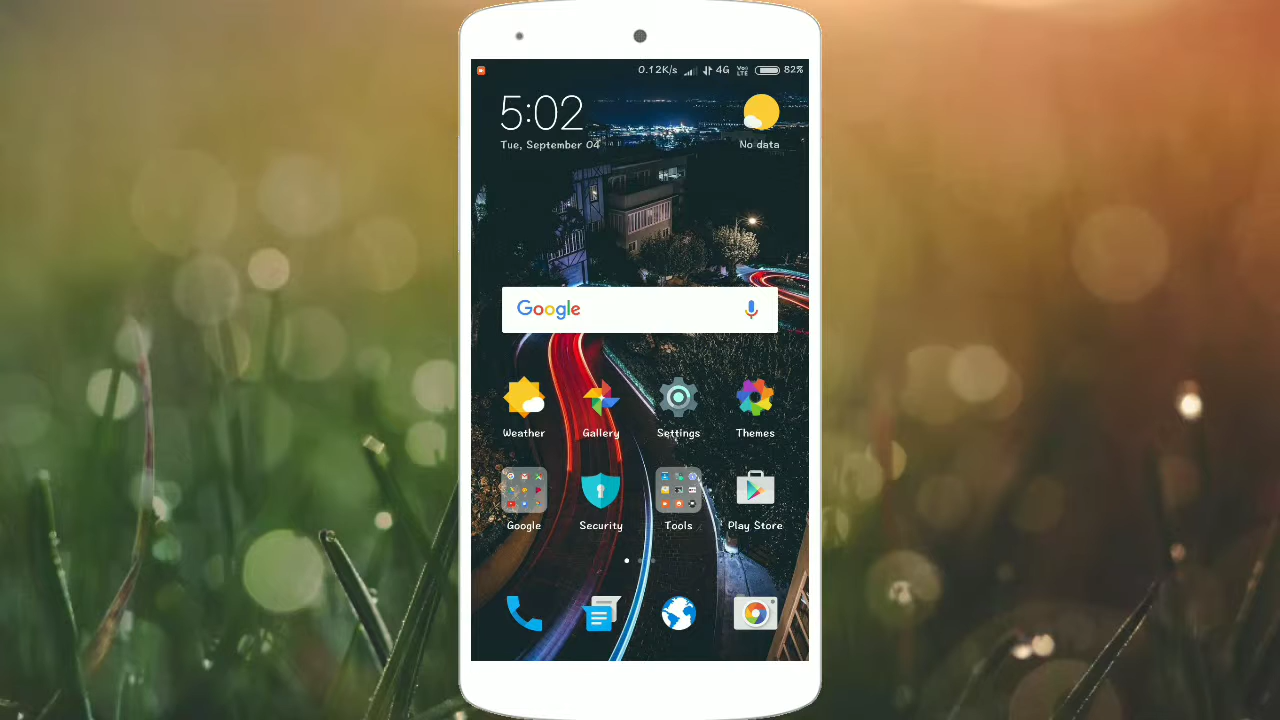 0.12K/s 4G VoLTE 82%
5:02
Tue, September 04
No data
Google
Weather Gallery Settings Themes
Google Security Tools Play Store